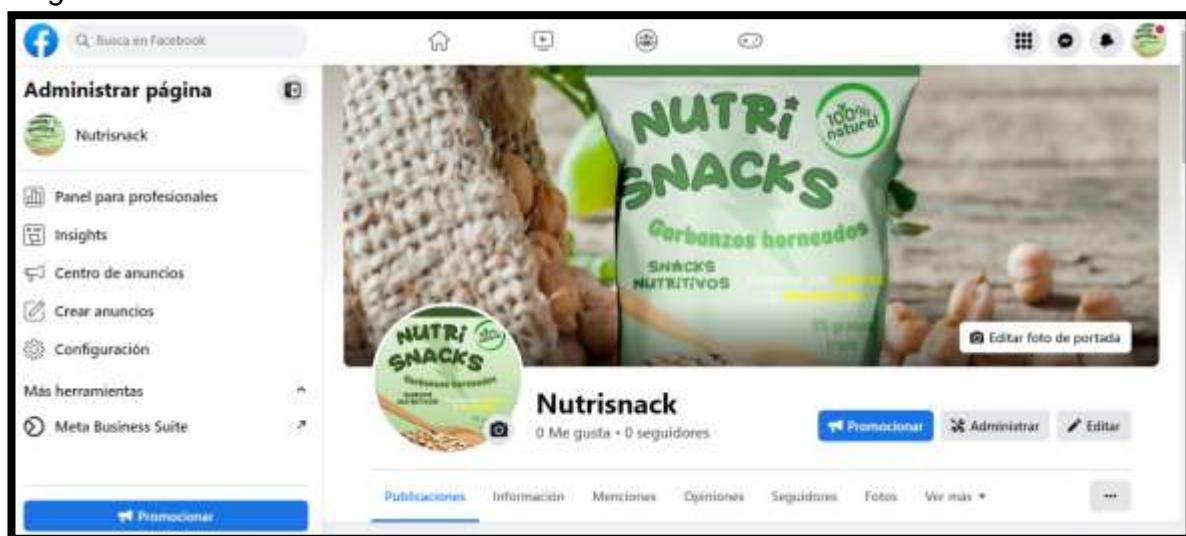 Busca en Facebook
Administrar página
Nutrisnack
Panel para profesionales
Insights
Centro de anuncios
Crear anuncios
Configuración
Más herramientas
Meta Business Suite
Promocionar
NUTRI
SNACKS
100%
natural
Garbanzos horneados
SNACKS
NUTRITIVOS
Editar foto de portada
NUTRI
SNACKS
Garbanzos horneados
Nutrisnack
0 Me gusta • 0 seguidores
Promocionar
Administrar
Editar
Publicaciones
Información
Menciones
Opiniones
Seguidores
Fotos
Ver más